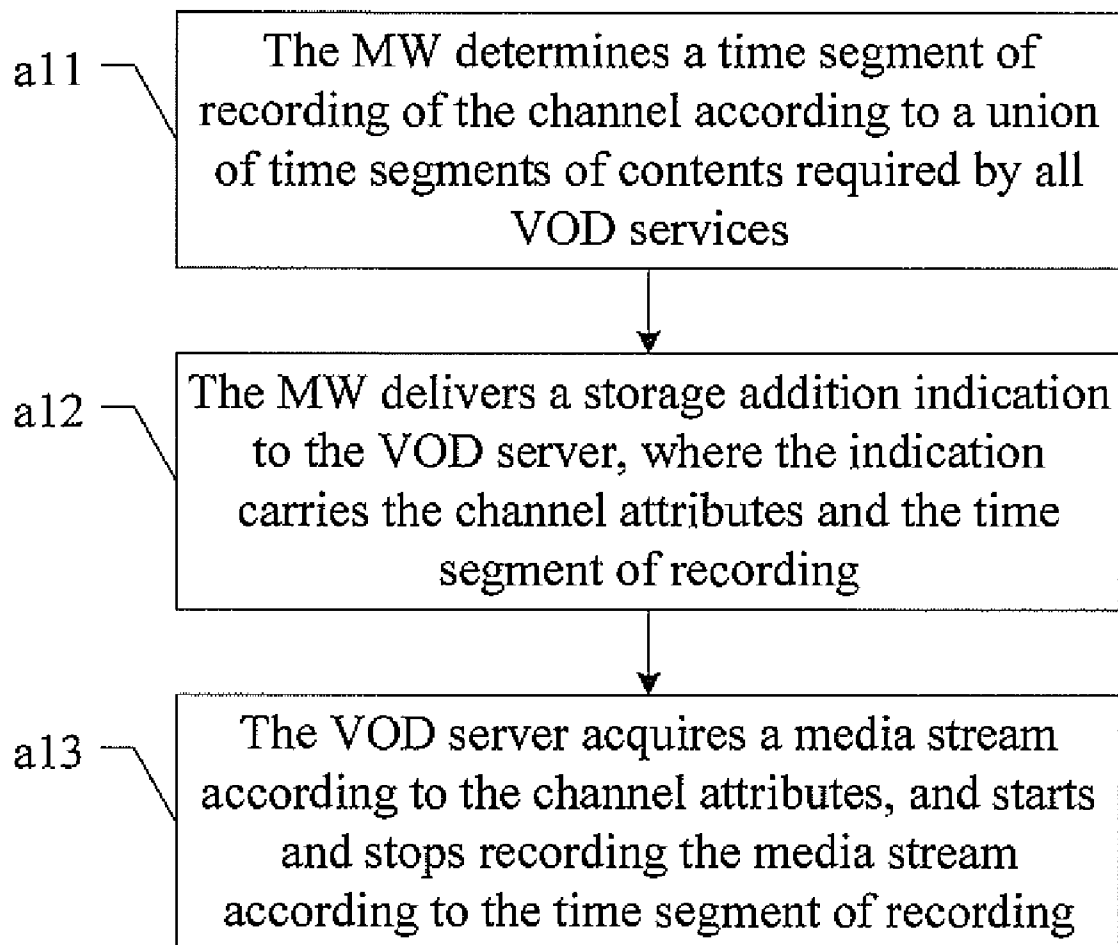 a11
The MW determines a time segment of
recording of the channel according to a union
of time segments of contents required by all
VOD services
a12
The MW delivers a storage addition indication
to the VOD server, where the indication
carries the channel attributes and the time
segment of recording
a13
The VOD server acquires a media stream
according to the channel attributes, and starts
and stops recording the media stream
according to the time segment of recording